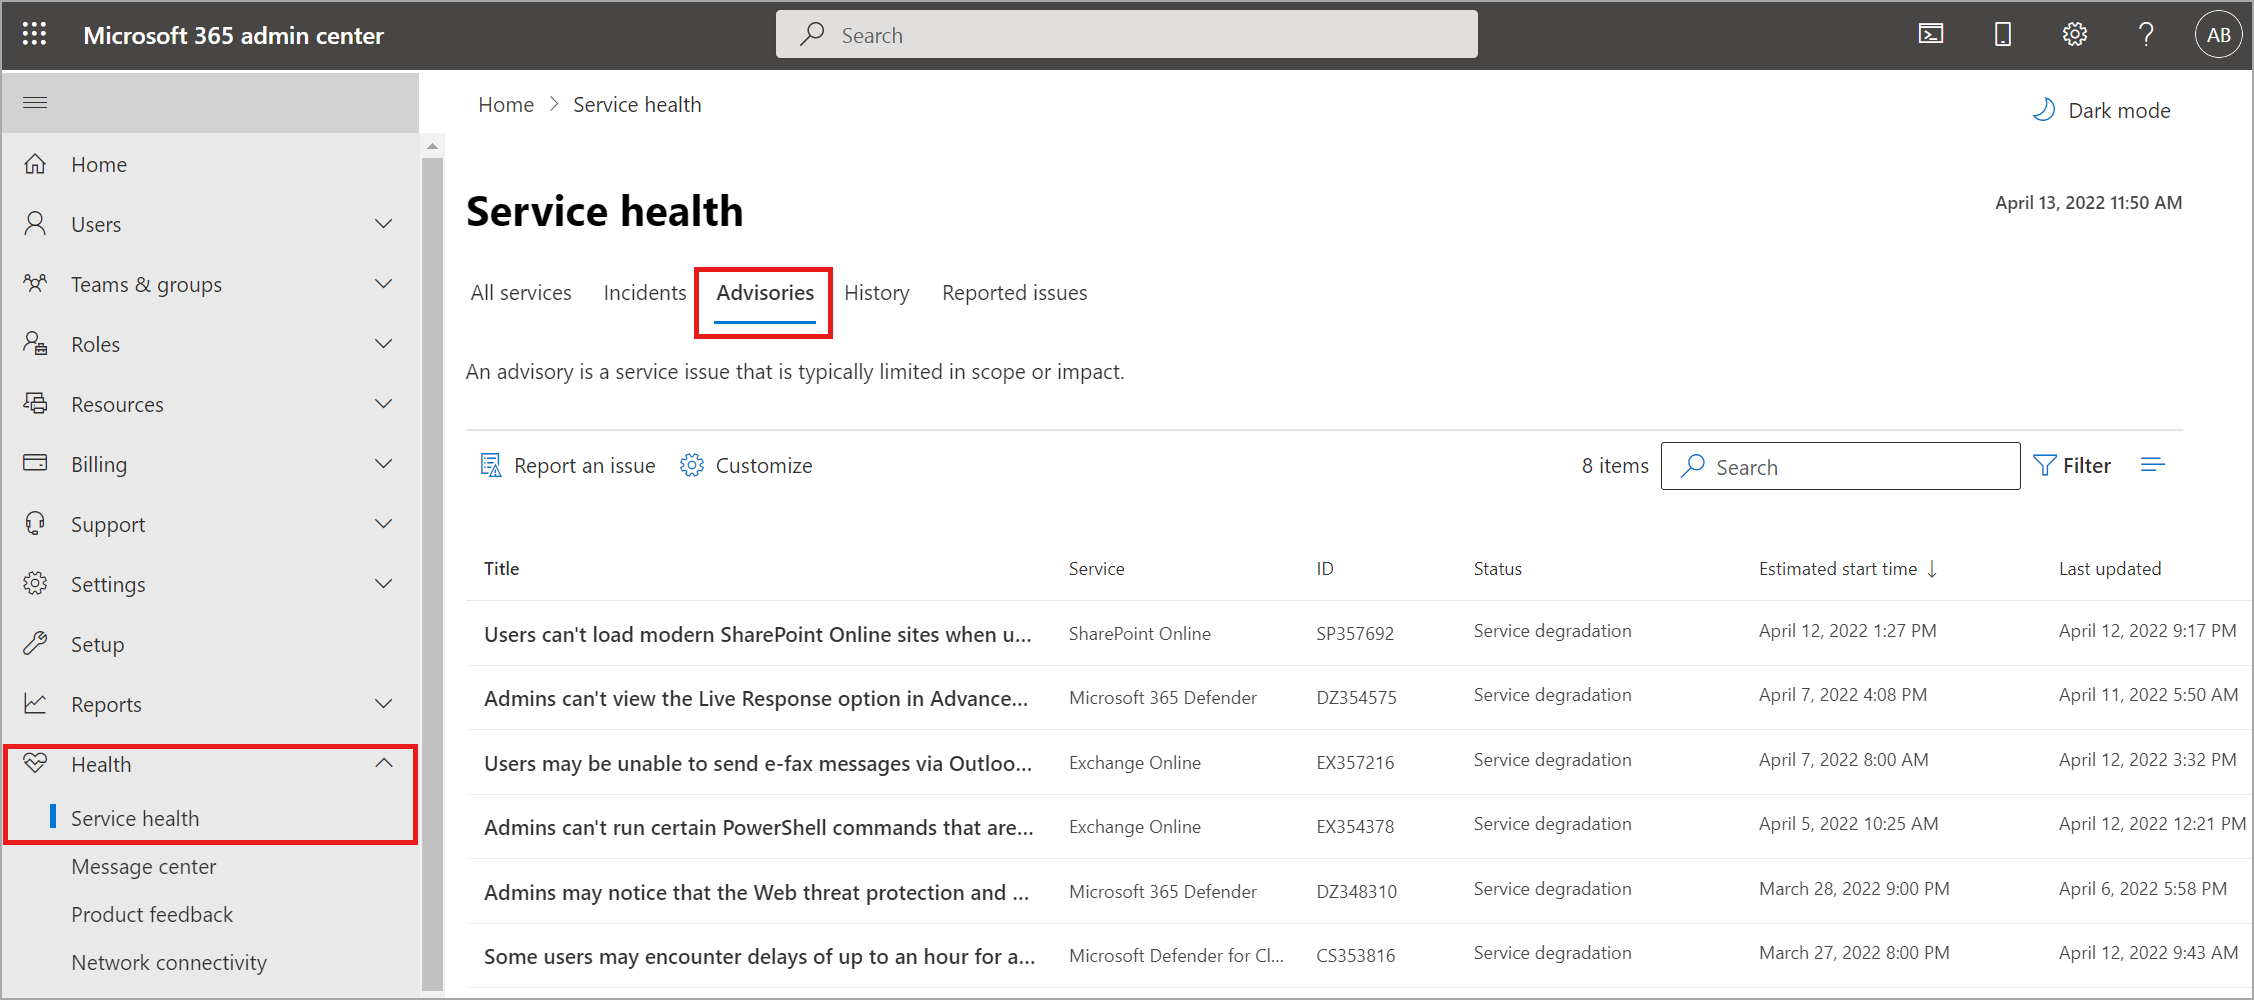 Microsoft 365 admin center
Search
AB
Home > Service health
Dark mode
Home
Users
Teams & groups
Roles
Resources
Billing
Support
Settings
Setup
Reports
Health
Service health
Message center
Product feedback
Network connectivity
Service health
April 13, 2022 11:50 AM
All services Incidents Advisories History Reported issues
An advisory is a service issue that is typically limited in scope or impact.
Report an issue Customize 8 items Search Filter
Title Service ID Status Estimated start time ↓ Last updated
Users can't load modern SharePoint Online sites when u... SharePoint Online SP357692 Service degradation April 12, 2022 1:27 PM April 12, 2022 9:17 PM
Admins can't view the Live Response option in Advance... Microsoft 365 Defender DZ354575 Service degradation April 7, 2022 4:08 PM April 11, 2022 5:50 AM
Users may be unable to send e-fax messages via Outloo... Exchange Online EX357216 Service degradation April 7, 2022 8:00 AM April 12, 2022 3:32 PM
Admins can't run certain PowerShell commands that are... Exchange Online EX354378 Service degradation April 5, 2022 10:25 AM April 12, 2022 12:21 PM
Admins may notice that the Web threat protection and ... Microsoft 365 Defender DZ348310 Service degradation March 28, 2022 9:00 PM April 6, 2022 5:58 PM
Some users may encounter delays of up to an hour for a... Microsoft Defender for Cl... CS353816 Service degradation March 27, 2022 8:00 PM April 12, 2022 9:43 AM